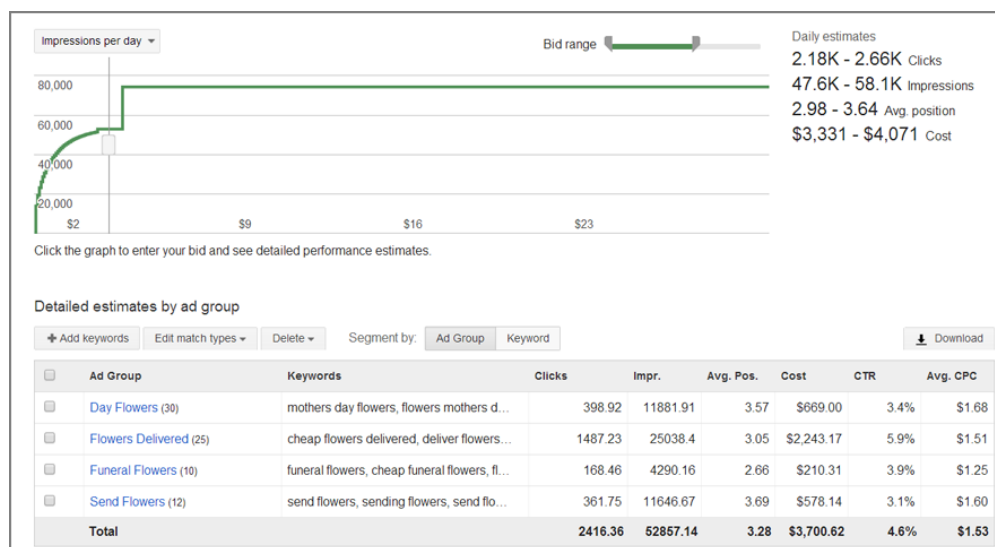 Impressions per day
Bid range
Daily estimates
2.18K - 2.66K Clicks
47.6K - 58.1K Impressions
2.98 - 3.64 Avg. position
$3,331 - $4,071 Cost
80,000
60,000
40,000
20,000
$2 $9 $16 $23
Click the graph to enter your bid and see detailed performance estimates.
Detailed estimates by ad group
+ Add keywords Edit match types Delete Segment by: Ad Group Keyword Download
Ad Group Keywords Clicks Impr. Avg. Pos. Cost CTR Avg. CPC
Day Flowers (30) mothers day flowers, flowers mothers d... 398.92 11881.91 3.57 $669.00 3.4% $1.68
Flowers Delivered (25) cheap flowers delivered, deliver flowers... 1487.23 25038.4 3.05 $2,243.17 5.9% $1.51
Funeral Flowers (10) funeral flowers, cheap funeral flowers, fl... 168.46 4290.16 2.66 $210.31 3.9% $1.25
Send Flowers (12) send flowers, sending flowers, send flo... 361.75 11646.67 3.69 $578.14 3.1% $1.60
Total 2416.36 52857.14 3.28 $3,700.62 4.6% $1.53